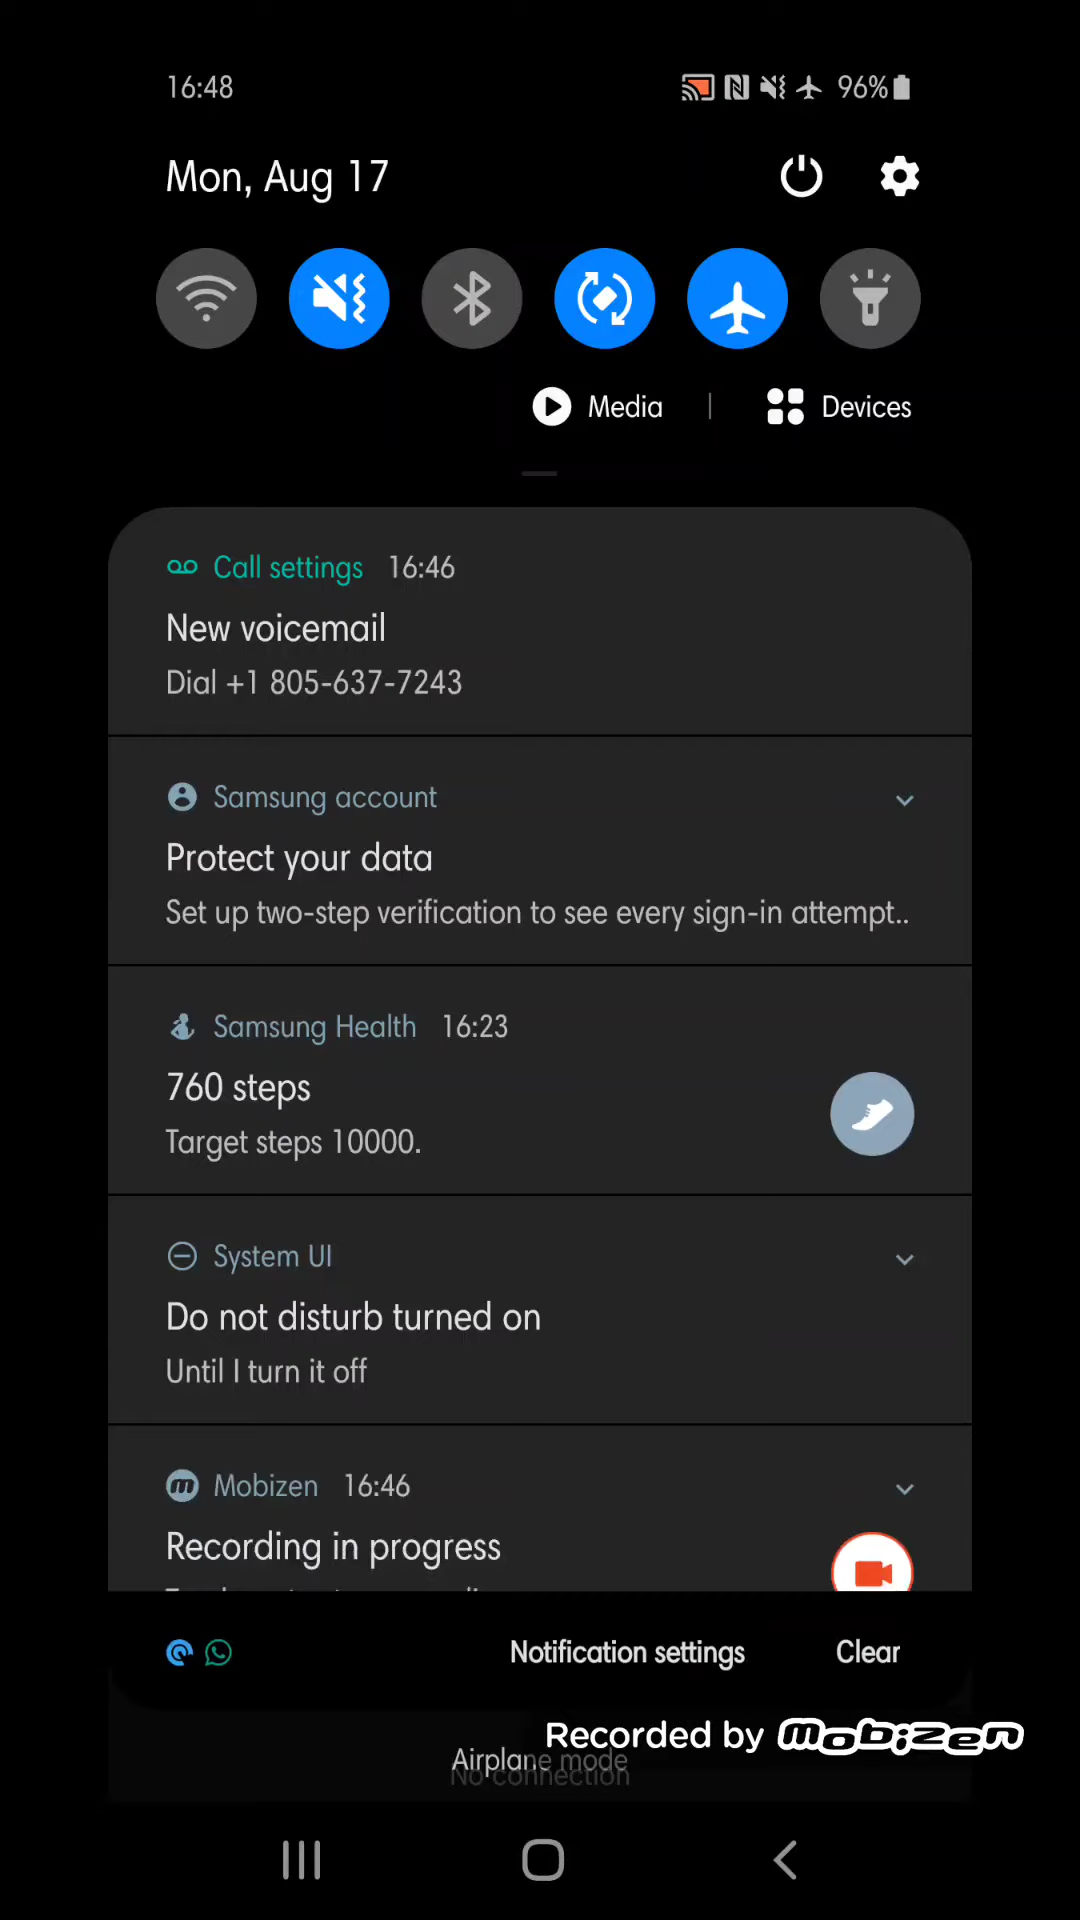 16:48 96%
Mon, Aug 17
Media | Devices
Call settings 16:46
New voicemail
Dial +1 805-637-7243
Samsung account
Protect your data
Set up two-step verification to see every sign-in attempt..
Samsung Health 16:23
760 steps
Target steps 10000.
System UI
Do not disturb turned on
Until I turn it off
m Mobizen 16:46
Recording in progress
Notification settings Clear
Recorded by Mobizen
Airplane mode
No connection